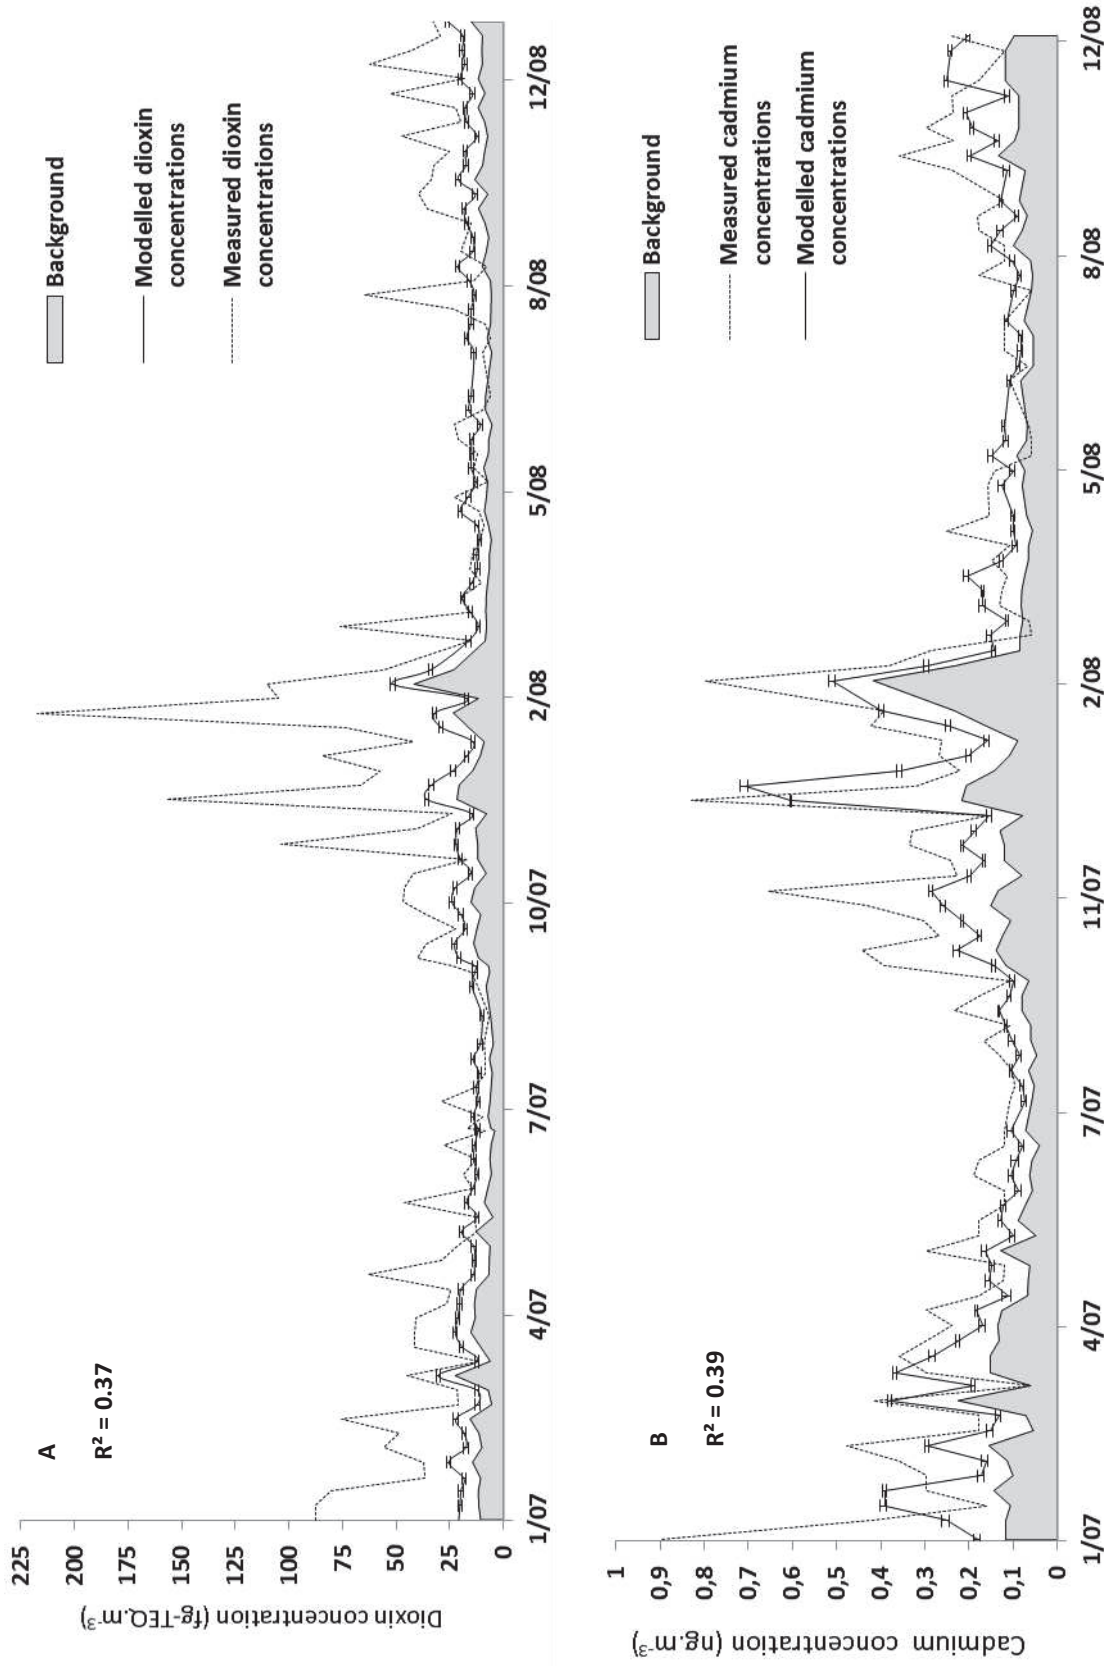 A
R² = 0.37
Background
Modelled dioxin
concentrations
Measured dioxin
concentrations
Dioxin concentration (fg-TEQ.m⁻³)
225
200
175
150
125
100
75
50
25
0
1/07
4/07
7/07
10/07
2/08
5/08
8/08
12/08
B
R² = 0.39
Background
Measured cadmium
concentrations
Modelled cadmium
concentrations
Cadmium concentration (ng.m⁻³)
1
0,9
0,8
0,7
0,6
0,5
0,4
0,3
0,2
0,1
0
1/07
4/07
7/07
11/07
2/08
5/08
8/08
12/08